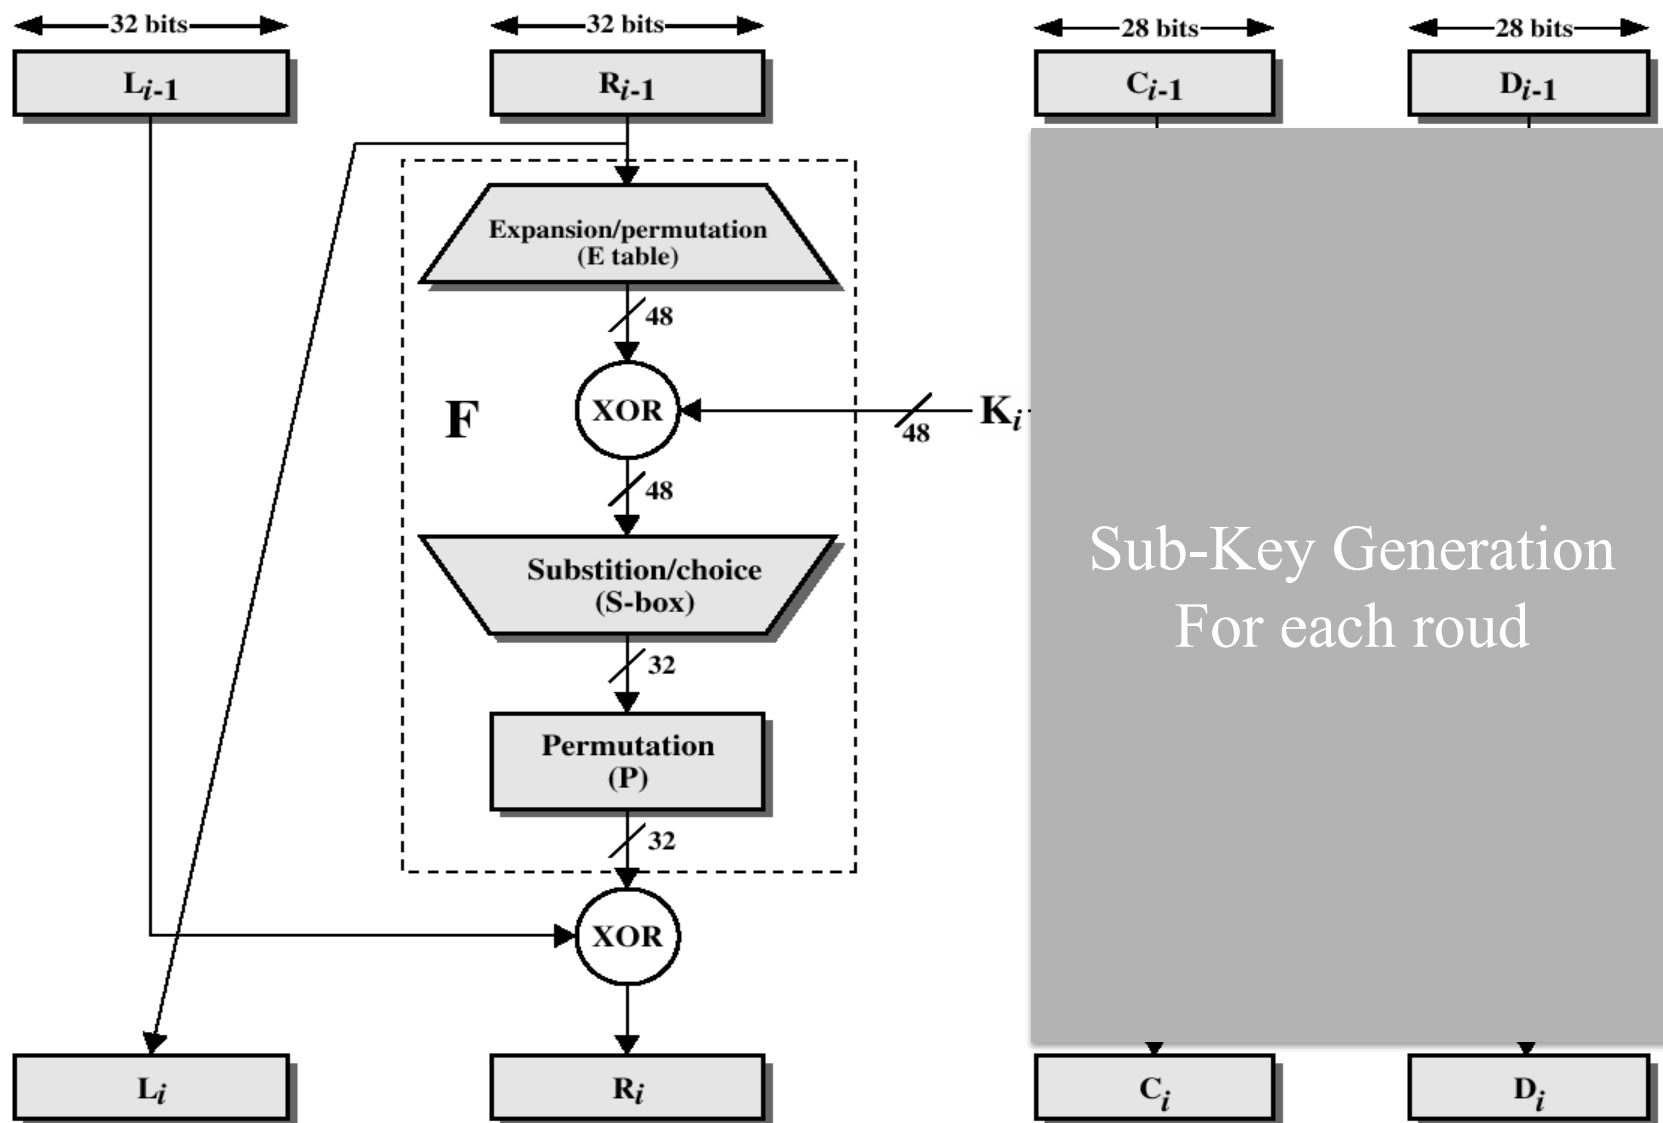 32 bits
32 bits
28 bits
28 bits
Li-1
Ri-1
Ci-1
Di-1
Expansion/permutation
(E table)
48
F
XOR
48
Ki
48
Substition/choice
(S-box)
Sub-Key Generation
For each roud
32
Permutation
(P)
32
XOR
Li
Ri
Ci
Di